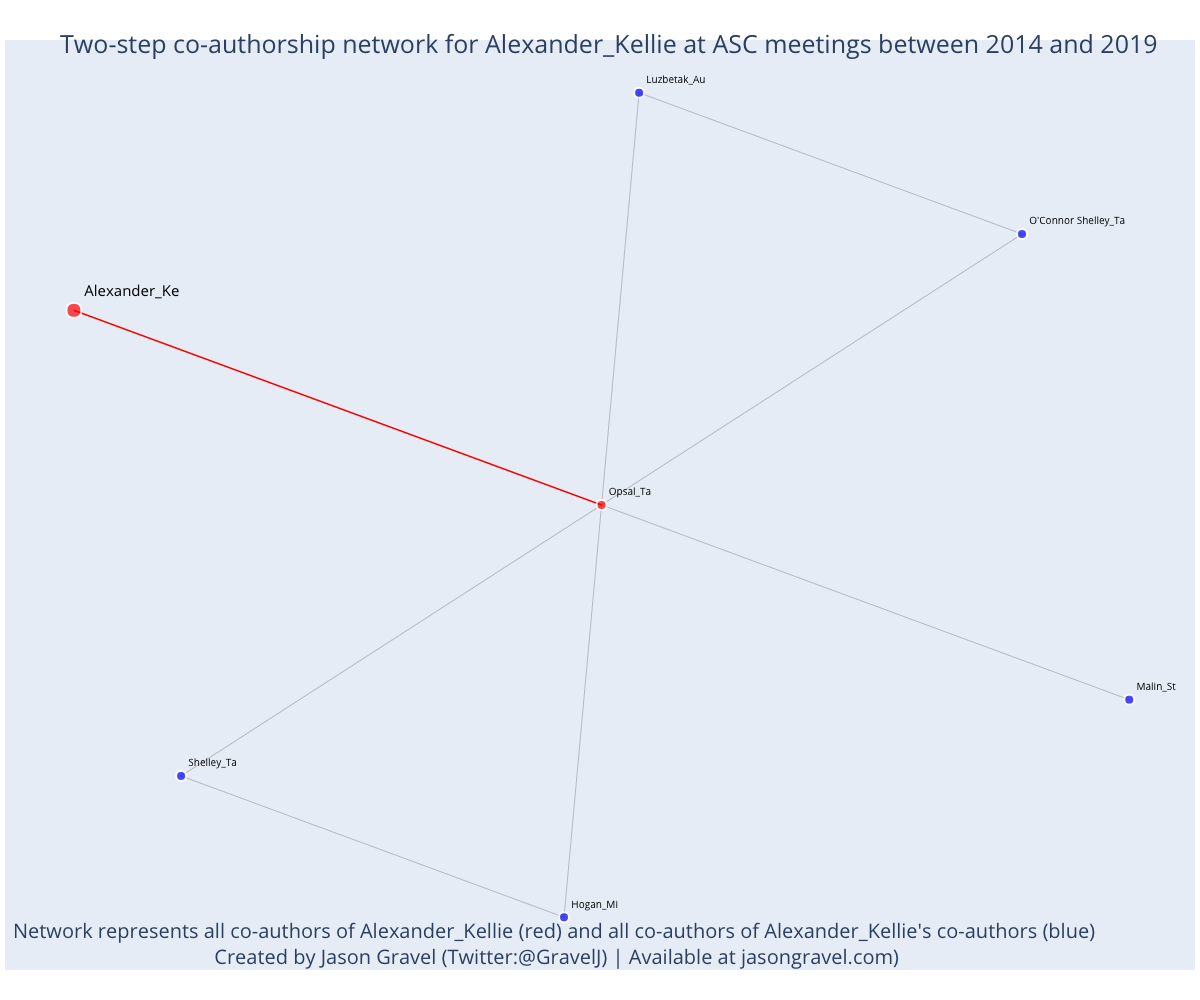 Two-step co-authorship network for Alexander_Kellie at ASC meetings between 2014 and 2019
Luzbetak_Au
O'Connor Shelley_Ta
Alexander_Ke
Opsal_Ta
Malin_St
Shelley_Ta
Hogan_Mi
Network represents all co-authors of Alexander_Kellie (red) and all co-authors of Alexander_Kellie's co-authors (blue)
Created by Jason Gravel (Twitter:@GravelJ) | Available at jasongravel.com)